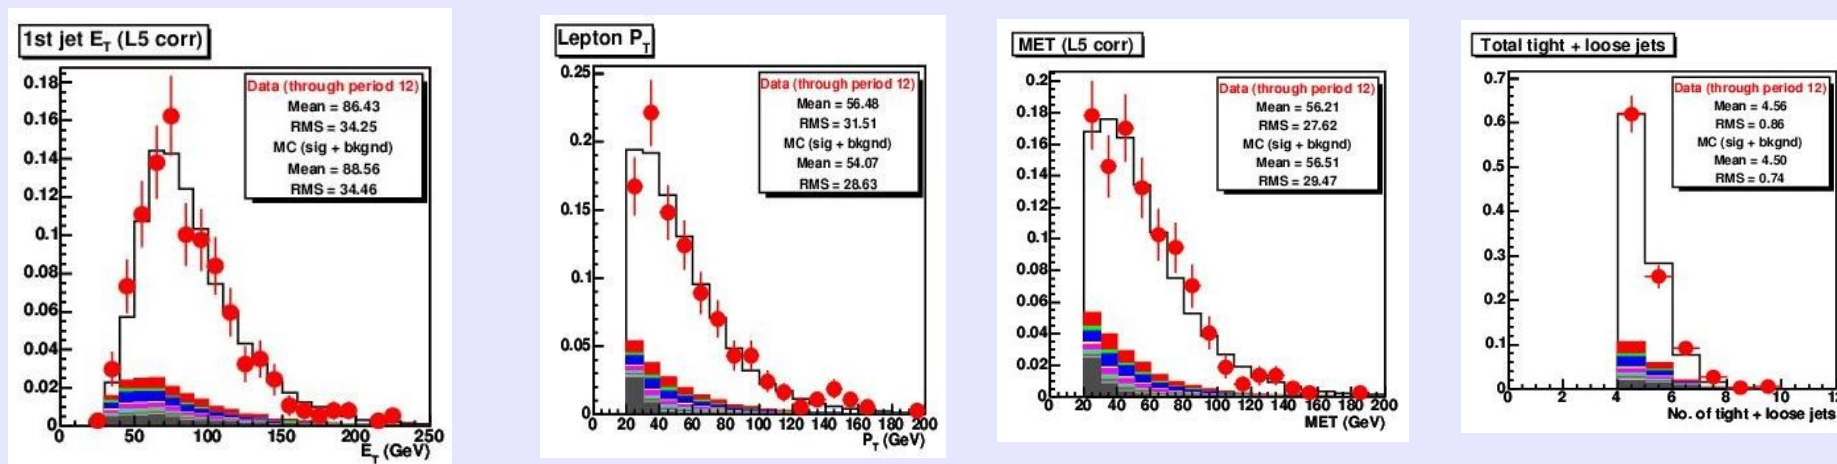 1st jet E_T (L5 corr)
Data (through period 12)
Mean = 86.43
RMS = 34.25
MC (sig + bkgnd)
Mean = 88.56
RMS = 34.46
0.18
0.16
0.14
0.12
0.1
0.08
0.06
0.04
0.02
0
0 50 100 150 200 250
E_T (GeV)
Lepton P_T
Data (through period 12)
Mean = 56.48
RMS = 31.51
MC (sig + bkgnd)
Mean = 54.07
RMS = 28.63
0.25
0.2
0.15
0.1
0.05
0
0 20 40 60 80 100 120 140 160 180 200
P_T (GeV)
MET (L5 corr)
Data (through period 12)
Mean = 56.21
RMS = 27.62
MC (sig + bkgnd)
Mean = 56.51
RMS = 29.47
0.2
0.18
0.16
0.14
0.12
0.1
0.08
0.06
0.04
0.02
0
0 20 40 60 80 100 120 140 160 180 200
MET (GeV)
Total tight + loose jets
Data (through period 12)
Mean = 4.56
RMS = 0.86
MC (sig + bkgnd)
Mean = 4.50
RMS = 0.74
0.7
0.6
0.5
0.4
0.3
0.2
0.1
0
0 2 4 6 8 10
No. of tight + loose jets